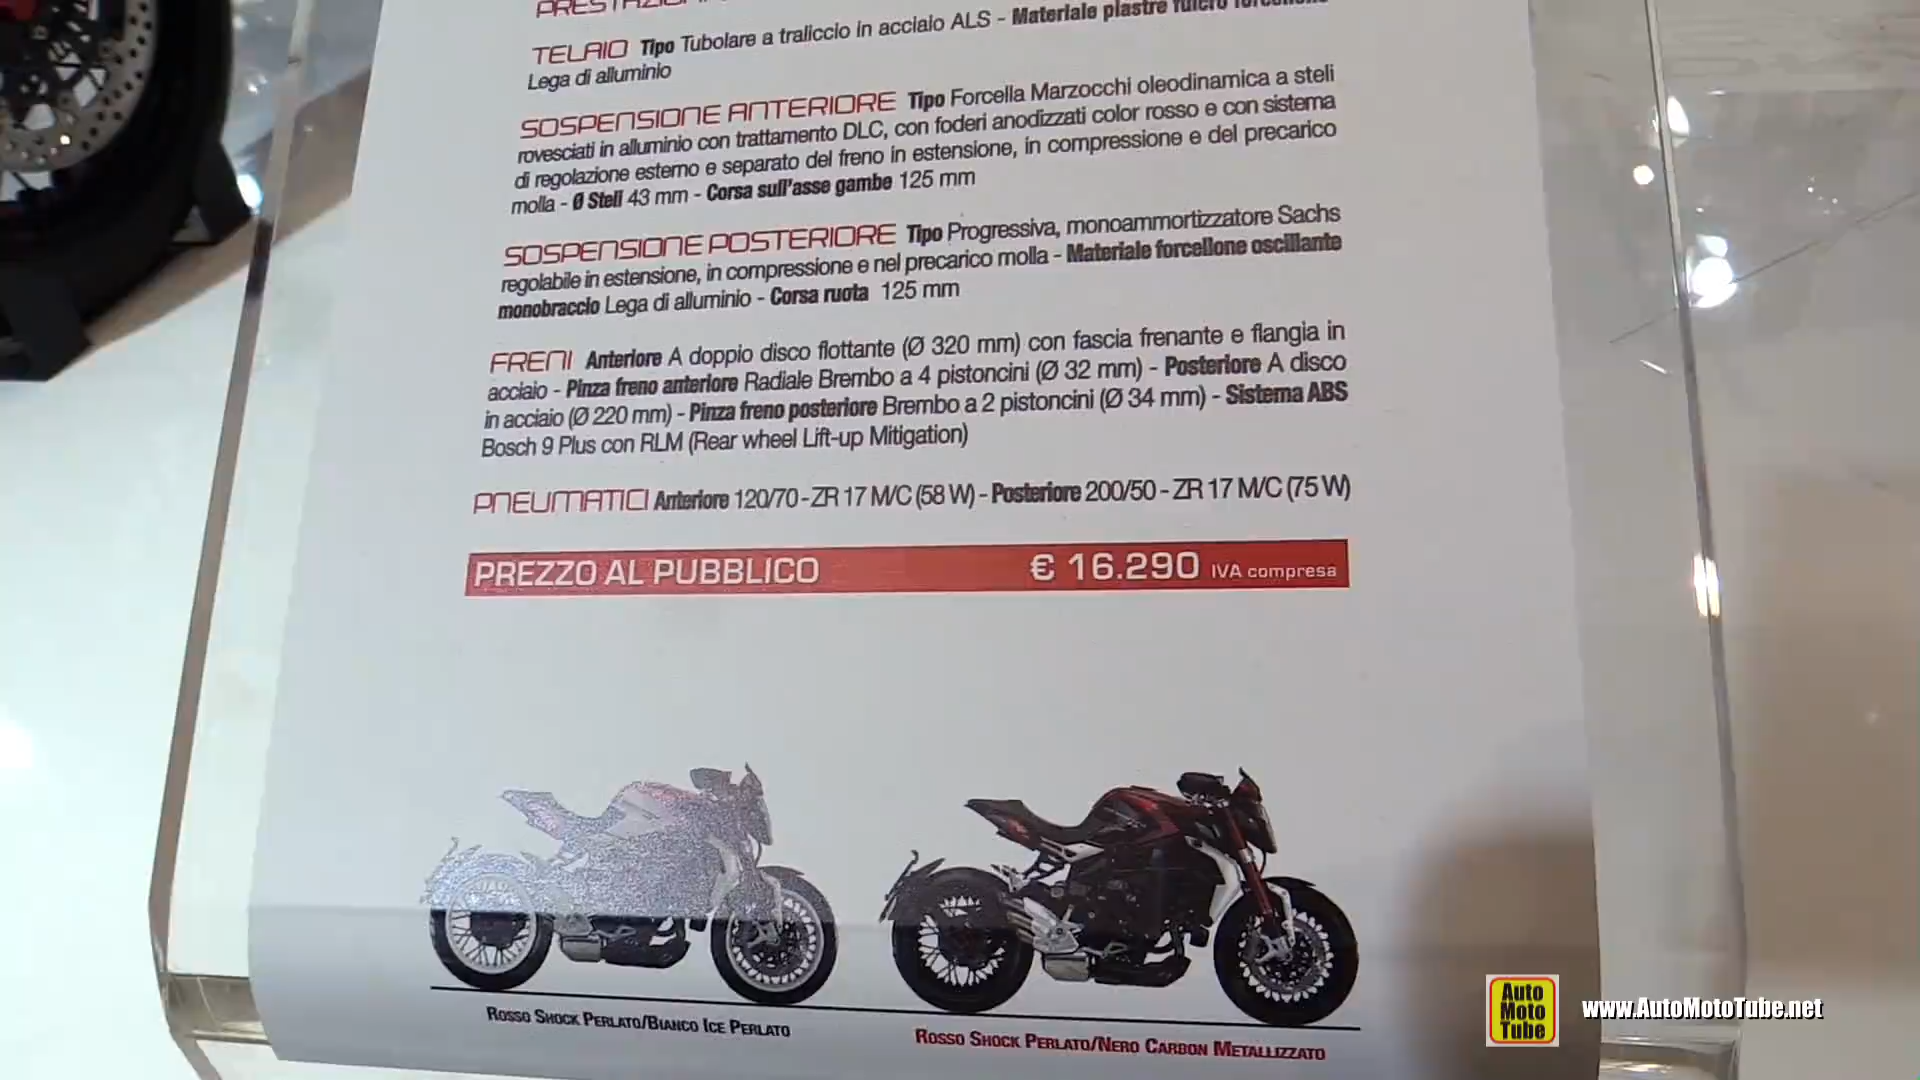 TELAIO Tipo Tubolare a traliccio in acciaio ALS - Materiale piastre fulcro forcellone
Lega di alluminio
SOSPENSIONE ANTERIORE Tipo Forcella Marzocchi oleodinamica a steli
rovesciati in alluminio con trattamento DLC, con foderi anodizzati color rosso e con sistema
di regolazione esterno e separato del freno in estensione, in compressione e del precarico
molla - Ø Steli 43 mm - Corsa sull'asse gambe 125 mm
SOSPENSIONE POSTERIORE Tipo Progressiva, monoammortizzatore Sachs
regolabile in estensione, in compressione e nel precarico molla - Materiale forcellone oscillante
monobraccio Lega di alluminio - Corsa ruota 125 mm
FRENI Anteriore A doppio disco flottante (Ø 320 mm) con fascia frenante e flangia in
acciaio - Pinza freno anteriore Radiale Brembo a 4 pistoncini (Ø 32 mm) - Posteriore A disco
in acciaio (Ø 220 mm) - Pinza freno posteriore Brembo a 2 pistoncini (Ø 34 mm) - Sistema ABS
Bosch 9 Plus con RLM (Rear wheel Lift-up Mitigation)
PNEUMATICI Anteriore 120/70 - ZR 17 M/C (58 W) - Posteriore 200/50 - ZR 17 M/C (75 W)
PREZZO AL PUBBLICO € 16.290 IVA compresa
ROSSO SHOCK PERLATO/BIANCO ICE PERLATO
ROSSO SHOCK PERLATO/NERO CARBON METALLIZZATO
Auto
Moto
Tube
www.AutoMotoTube.net